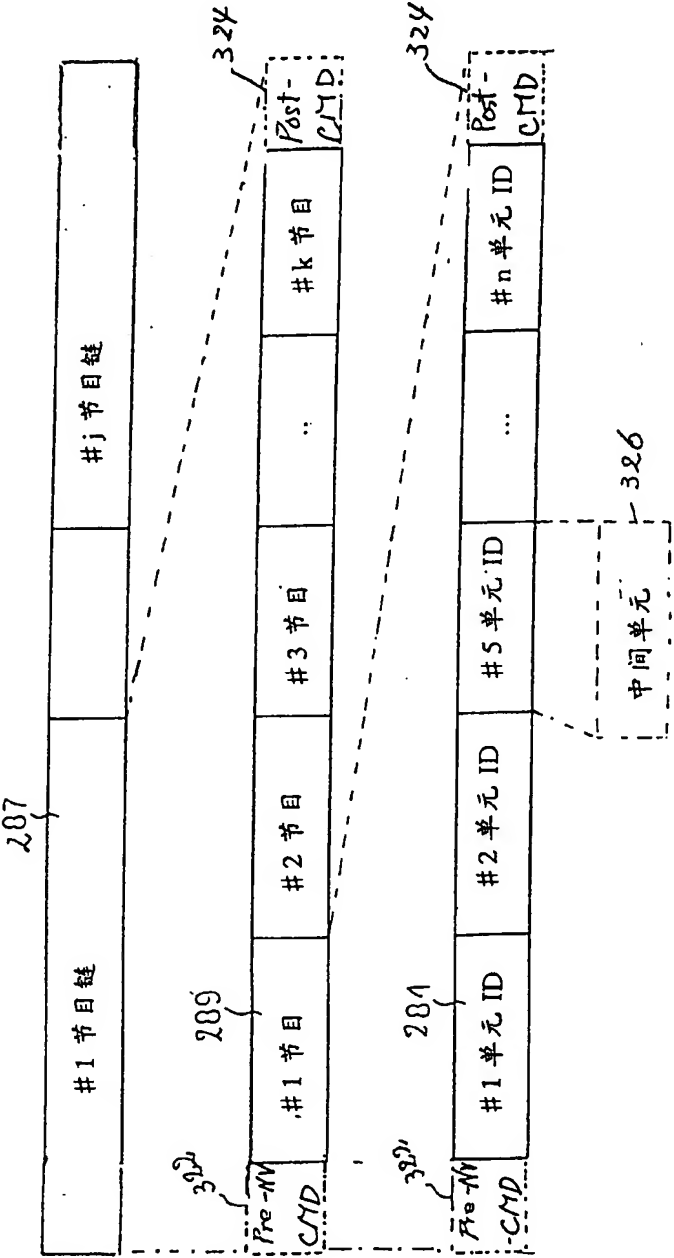 287
#1 节目链
#j 节目链
322
324
Pre-NV
CMD
289
#1 节目
#2 节目
#3 节目
..
#k 节目
Post-
CMD
322
324
Pre-NV
-CMD
281
#1 单元 ID
#2 单元 ID
#5 单元 ID
...
#n 单元 ID
Post-
CMD
326
中间单元